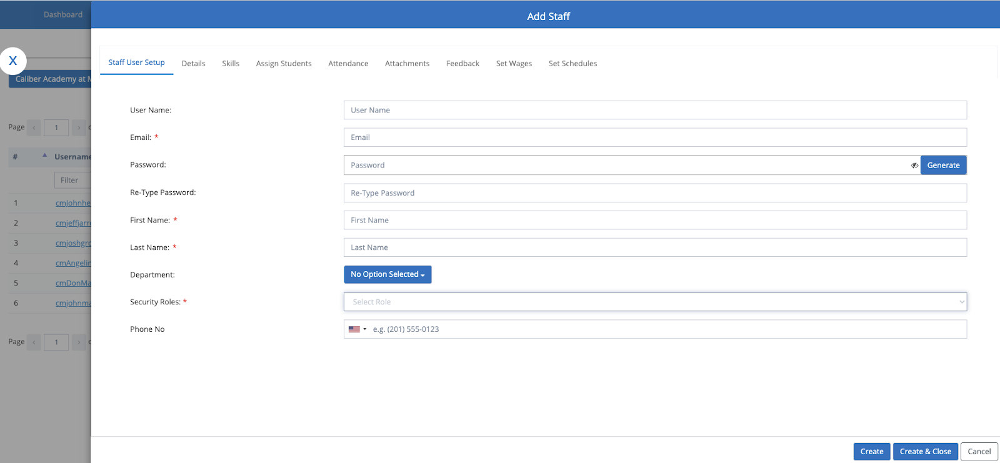 Dashboard
Add Staff
X
Caliber Academy at M
Staff User Setup Details Skills Assign Students Attendance Attachments Feedback Set Wages Set Schedules
User Name: User Name
Page < 1 >
Email: * Email
# Username
Password: Password Generate
Filter
Re-Type Password: Re-Type Password
1 cmJohnhe
First Name: * First Name
2 cmjeffjarre
3 cmjoshgro
Last Name: * Last Name
4 cmAngelin
Department: No Option Selected
5 cmDonMa
Security Roles: * Select Role
6 cmjohnma
Phone No e.g. (201) 555-0123
Page < 1 >
Create Create & Close Cancel